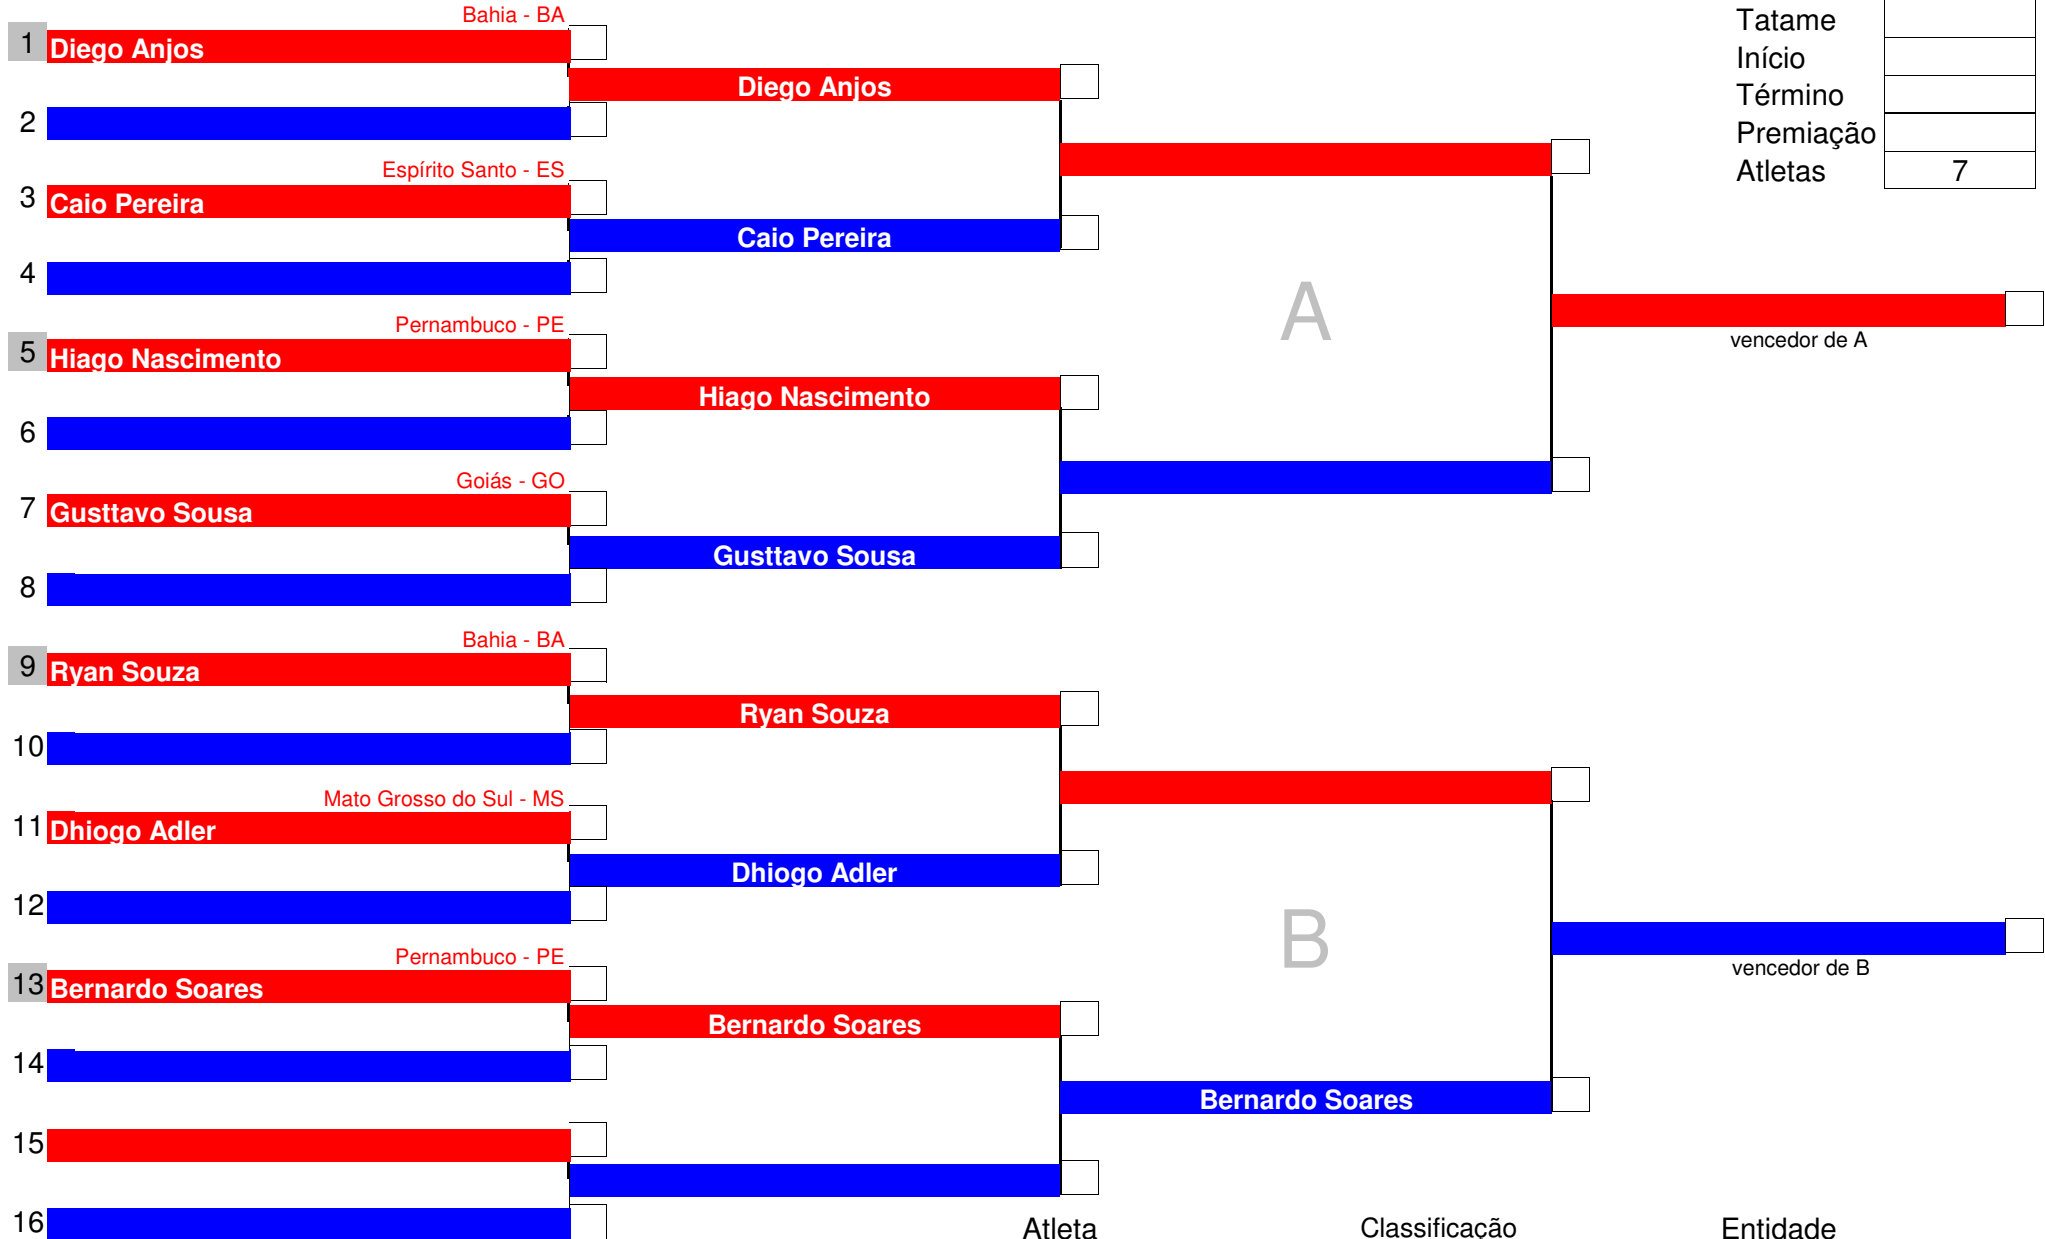 Bahia - BA
Tatame
1 Diego Anjos
Início
Diego Anjos
Término
2
Premiação
Espírito Santo - ES
Atletas 7
3 Caio Pereira
Caio Pereira
4
A
Pernambuco - PE
vencedor de A
5 Hiago Nascimento
Hiago Nascimento
6
Goiás - GO
7 Gusttavo Sousa
Gusttavo Sousa
8
Bahia - BA
9 Ryan Souza
Ryan Souza
10
Mato Grosso do Sul - MS
11 Dhiogo Adler
Dhiogo Adler
12
B
Pernambuco - PE
vencedor de B
13 Bernardo Soares
Bernardo Soares
14
Bernardo Soares
15
16
Atleta Classificação Entidade